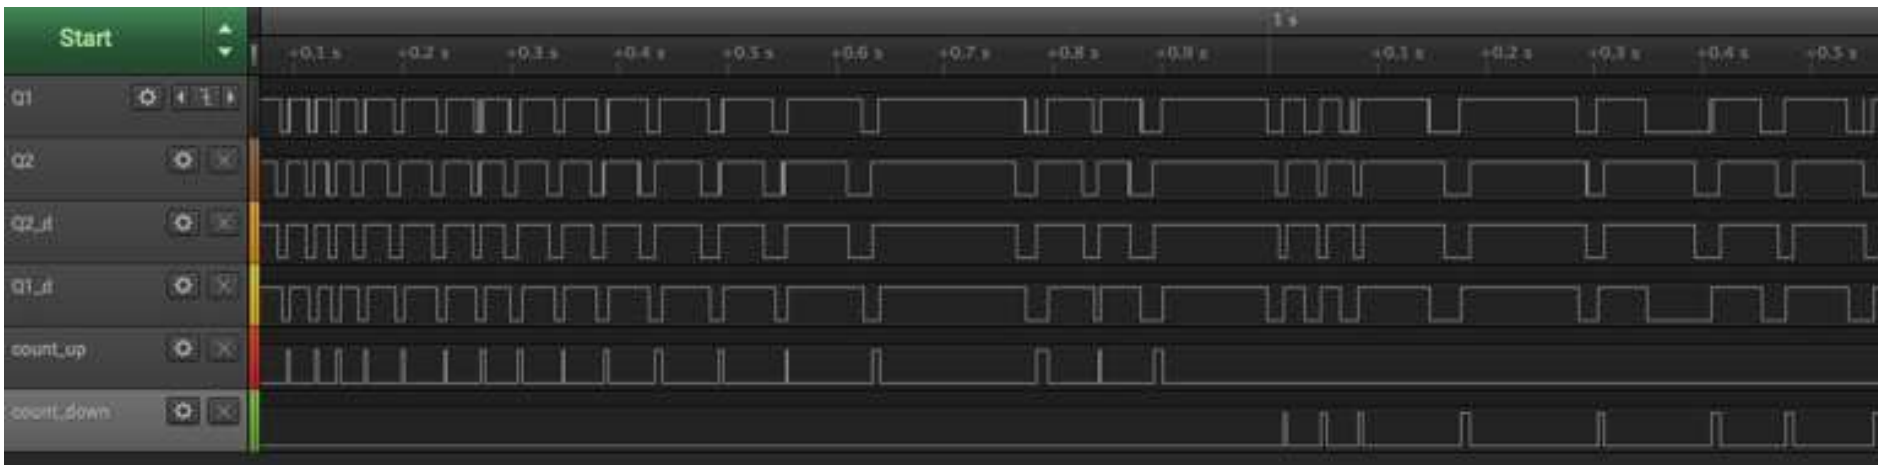 Start
1 s
+0.1 s +0.2 s +0.3 s +0.4 s +0.5 s +0.6 s +0.7 s +0.8 s +0.9 s +0.1 s +0.2 s +0.3 s +0.4 s +0.5 s
Q1
Q2
Q2_d
Q1_d
count_up
count_down